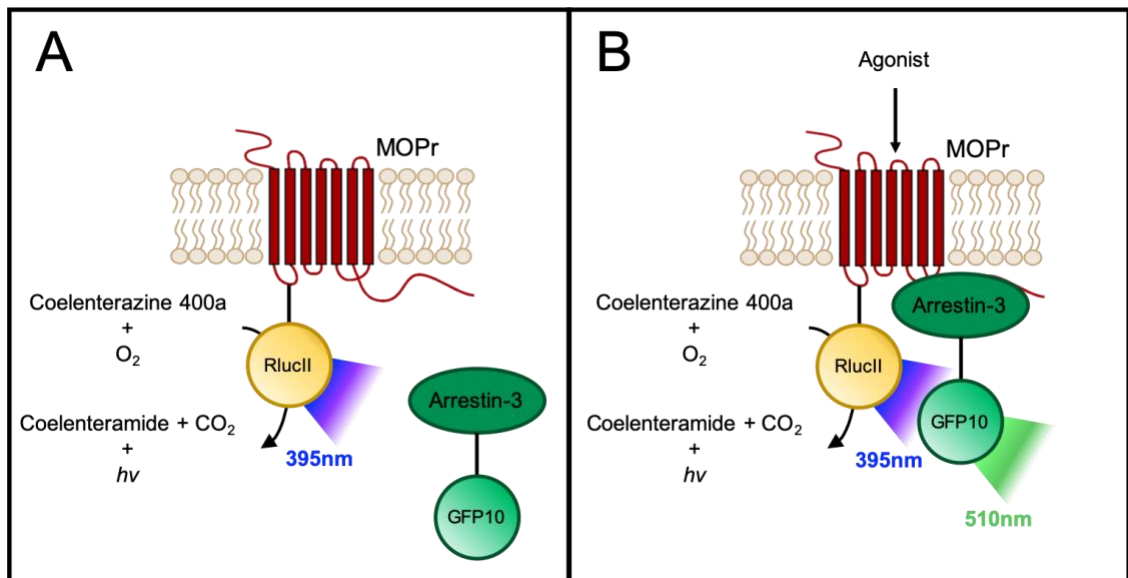 A
MOPr
Coelenterazine 400a
+
O₂
RlucII
Coelenteramide + CO₂
+
hv
395nm
Arrestin-3
GFP10
B
Agonist
MOPr
Coelenterazine 400a
+
O₂
Arrestin-3
RlucII
Coelenteramide + CO₂
+
hv
395nm
GFP10
510nm